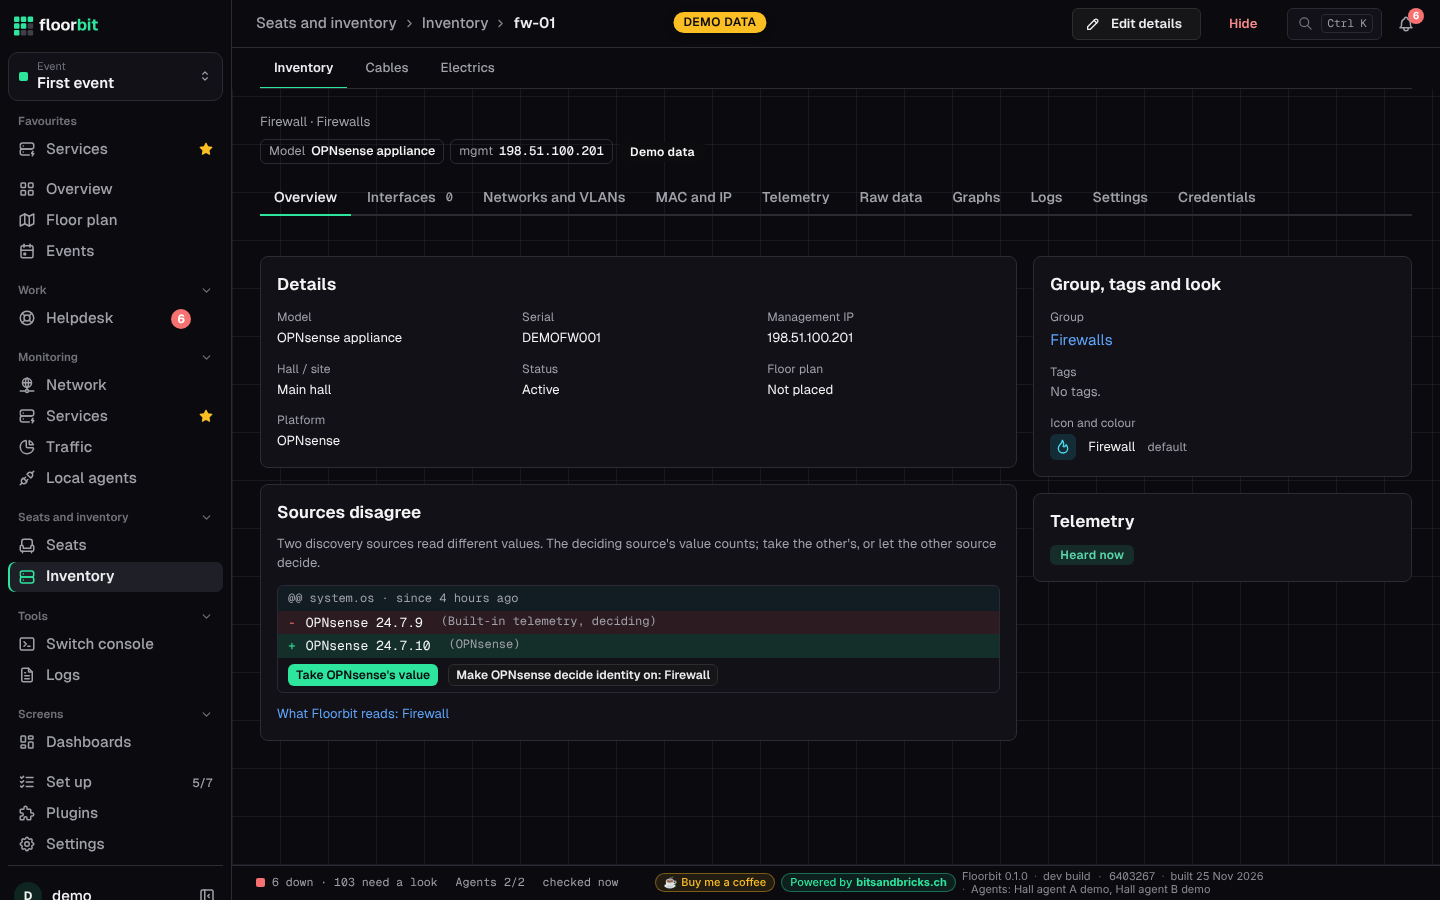 floorbit
Event
First event
Favourites
Services
Overview
Floor plan
Events
Work
Helpdesk 6
Monitoring
Network
Services
Traffic
Local agents
Seats and inventory
Seats
Inventory
Tools
Switch console
Logs
Screens
Dashboards
Set up 5/7
Plugins
Settings
D demo
Seats and inventory › Inventory › fw-01
DEMO DATA
Edit details
Hide
Ctrl K
6
Inventory Cables Electrics
Firewall · Firewalls
Model OPNsense appliance mgmt 198.51.100.201 Demo data
Overview Interfaces 0 Networks and VLANs MAC and IP Telemetry Raw data Graphs Logs Settings Credentials
Details
Model Serial Management IP
OPNsense appliance DEMOFW001 198.51.100.201
Hall / site Status Floor plan
Main hall Active Not placed
Platform
OPNsense
Sources disagree
Two discovery sources read different values. The deciding source's value counts; take the other's, or let the other source
decide.
@@ system.os · since 4 hours ago
- OPNsense 24.7.9 (Built-in telemetry, deciding)
+ OPNsense 24.7.10 (OPNsense)
Take OPNsense's value Make OPNsense decide identity on: Firewall
What Floorbit reads: Firewall
Group, tags and look
Group
Firewalls
Tags
No tags.
Icon and colour
Firewall default
Telemetry
Heard now
6 down · 103 need a look Agents 2/2 checked now
☕ Buy me a coffee
Powered by bitsandbricks.ch
Floorbit 0.1.0 · dev build · 6403267 · built 25 Nov 2026
· Agents: Hall agent A demo, Hall agent B demo